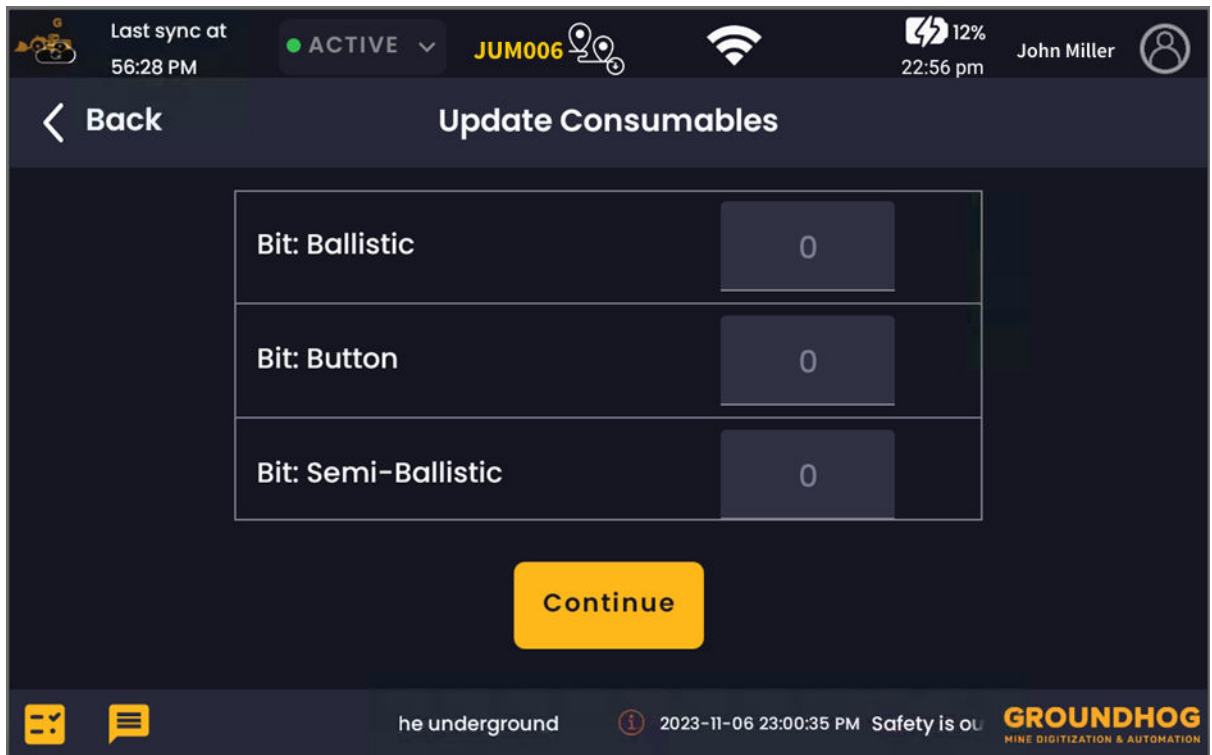 G
Last sync at
56:28 PM
ACTIVE
JUM006
12%
22:56 pm
John Miller
Back
Update Consumables
Bit: Ballistic
0
Bit: Button
0
Bit: Semi-Ballistic
0
Continue
he underground
2023-11-06 23:00:35 PM Safety is ou
GROUNDHOG
MINE DIGITIZATION & AUTOMATION